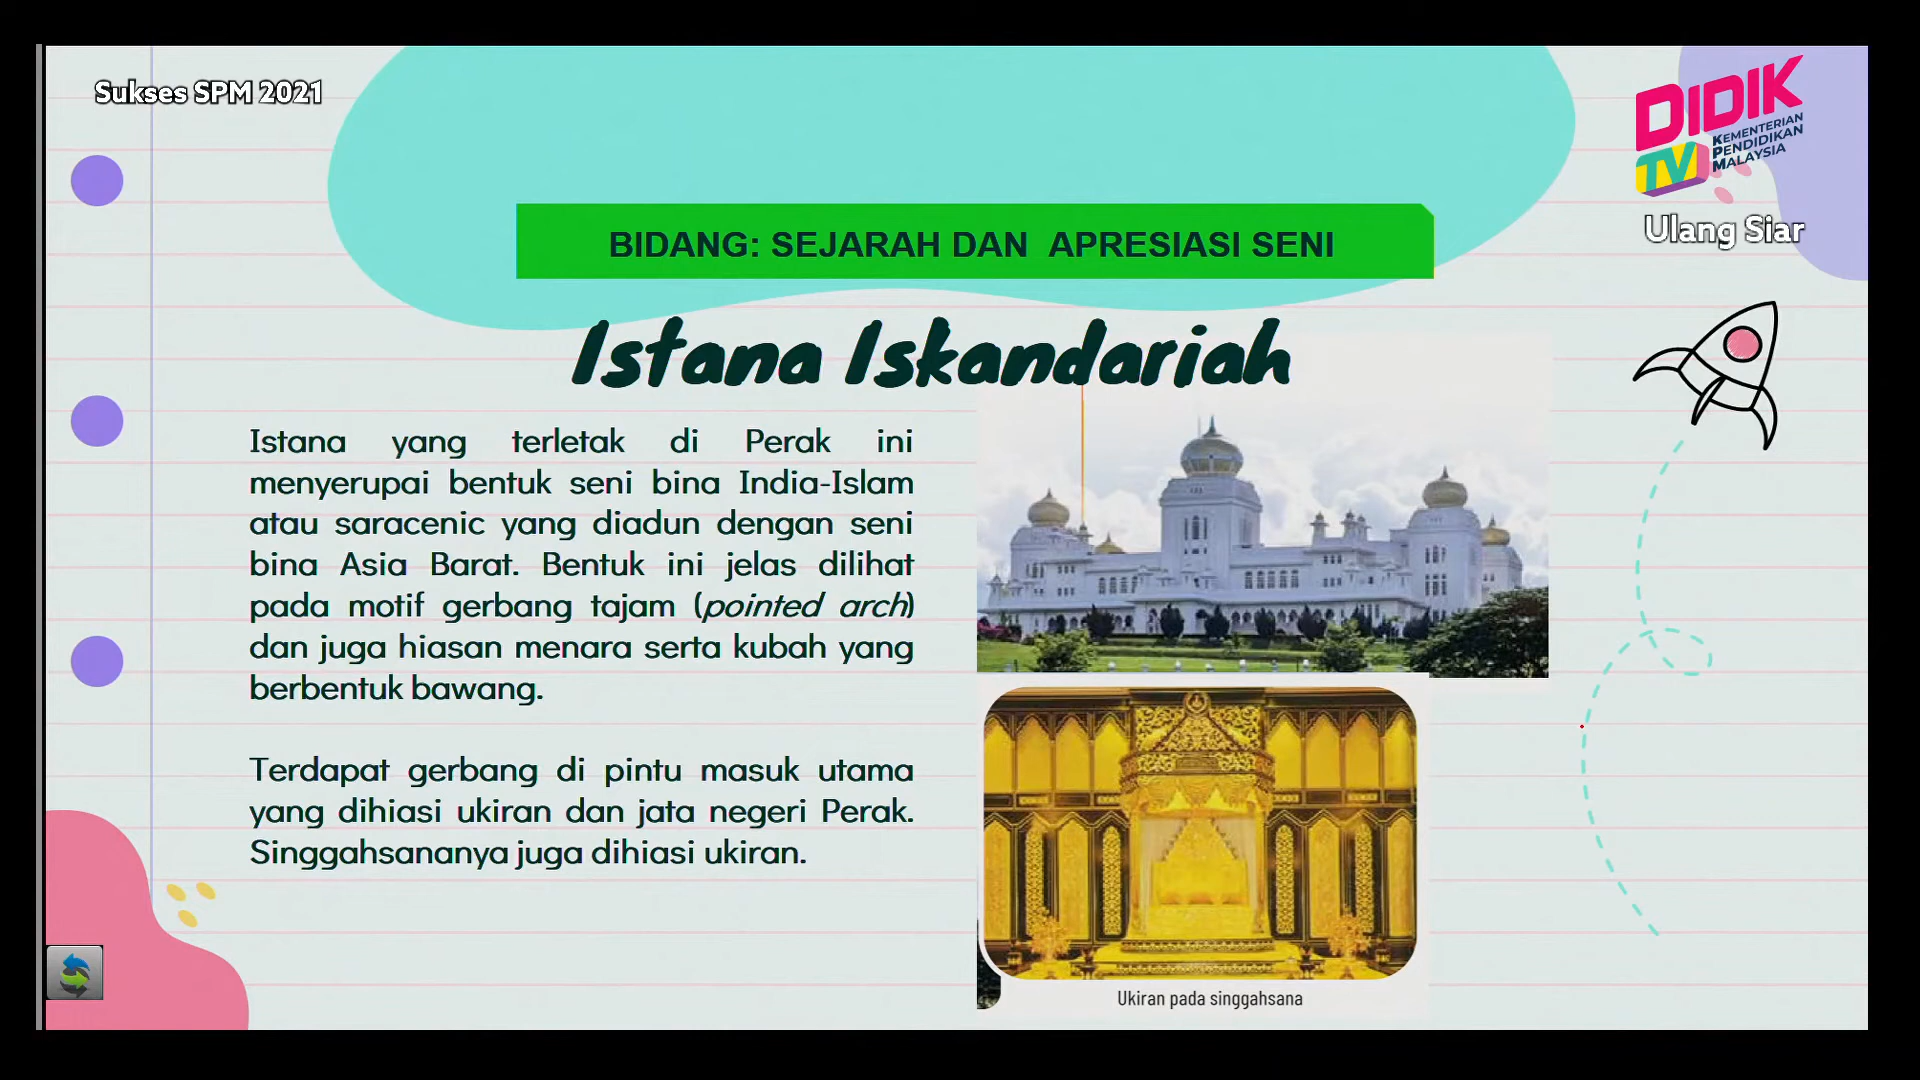 Sukses SPM 2021
DIDIK
TV
KEMENTERIAN
PENDIDIKAN
MALAYSIA
Ulang Siar
BIDANG: SEJARAH DAN APRESIASI SENI
Istana Iskandariah
Istana yang terletak di Perak ini
menyerupai bentuk seni bina India-Islam
atau saracenic yang diadun dengan seni
bina Asia Barat. Bentuk ini jelas dilihat
pada motif gerbang tajam (pointed arch)
dan juga hiasan menara serta kubah yang
berbentuk bawang.
Terdapat gerbang di pintu masuk utama
yang dihiasi ukiran dan jata negeri Perak.
Singgahsananya juga dihiasi ukiran.
Ukiran pada singgahsana